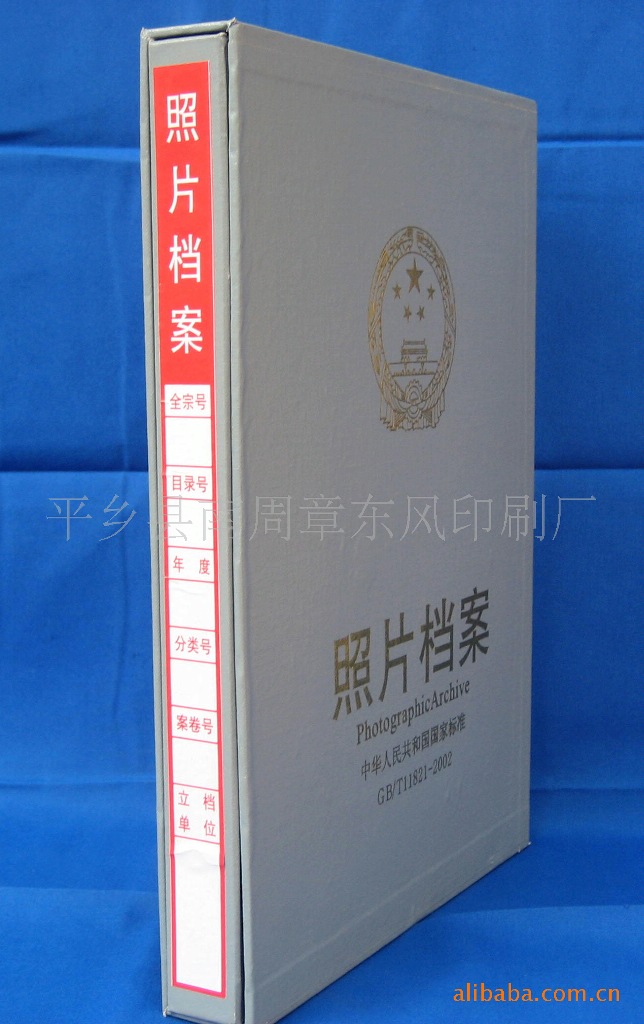 照片档案
全宗号
目录号
年度
分类号
案卷号
立档
单位
照片档案
PhotographicArchive
中华人民共和国国家标准
GB/T11821-2002
平乡县南周章东风印刷厂
alibaba.com.cn